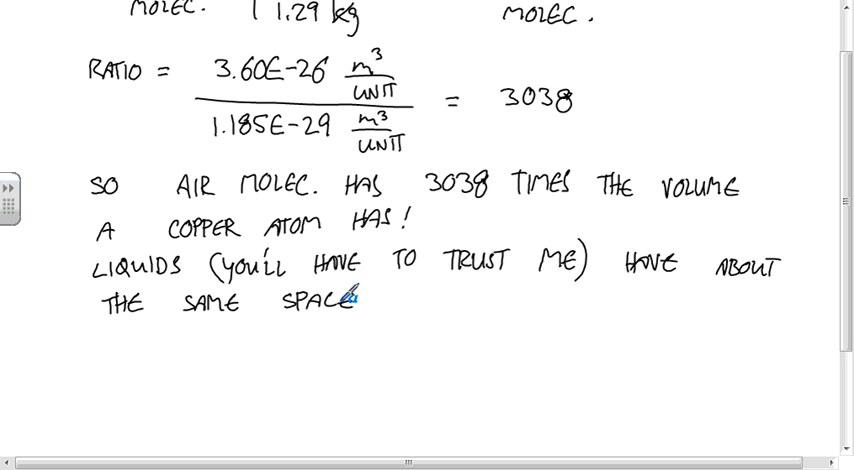 MOLEC. 1.29 kg MOLEC.
RATIO = 3.60E-26 m³/UNIT / 1.185E-29 m³/UNIT = 3038
SO AIR MOLEC. HAS 3038 TIMES THE VOLUME
A COPPER ATOM HAS!
LIQUIDS (YOU'LL HAVE TO TRUST ME) HAVE ABOUT
THE SAME SPACE